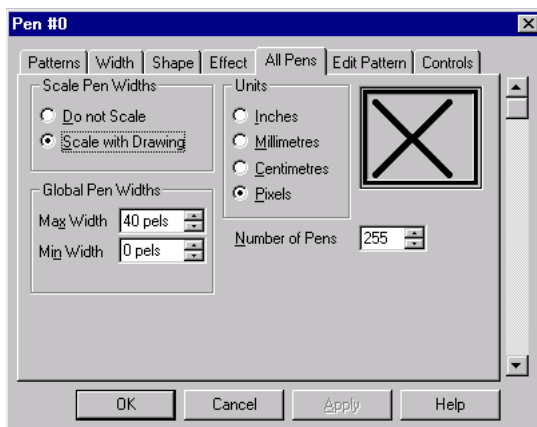 Pen #0
Patterns Width Shape Effect All Pens Edit Pattern Controls
Scale Pen Widths
Do not Scale
Scale with Drawing
Units
Inches
Millimetres
Centimetres
Pixels
Global Pen Widths
Max Width 40 pels
Min Width 0 pels
Number of Pens 255
OK Cancel Apply Help